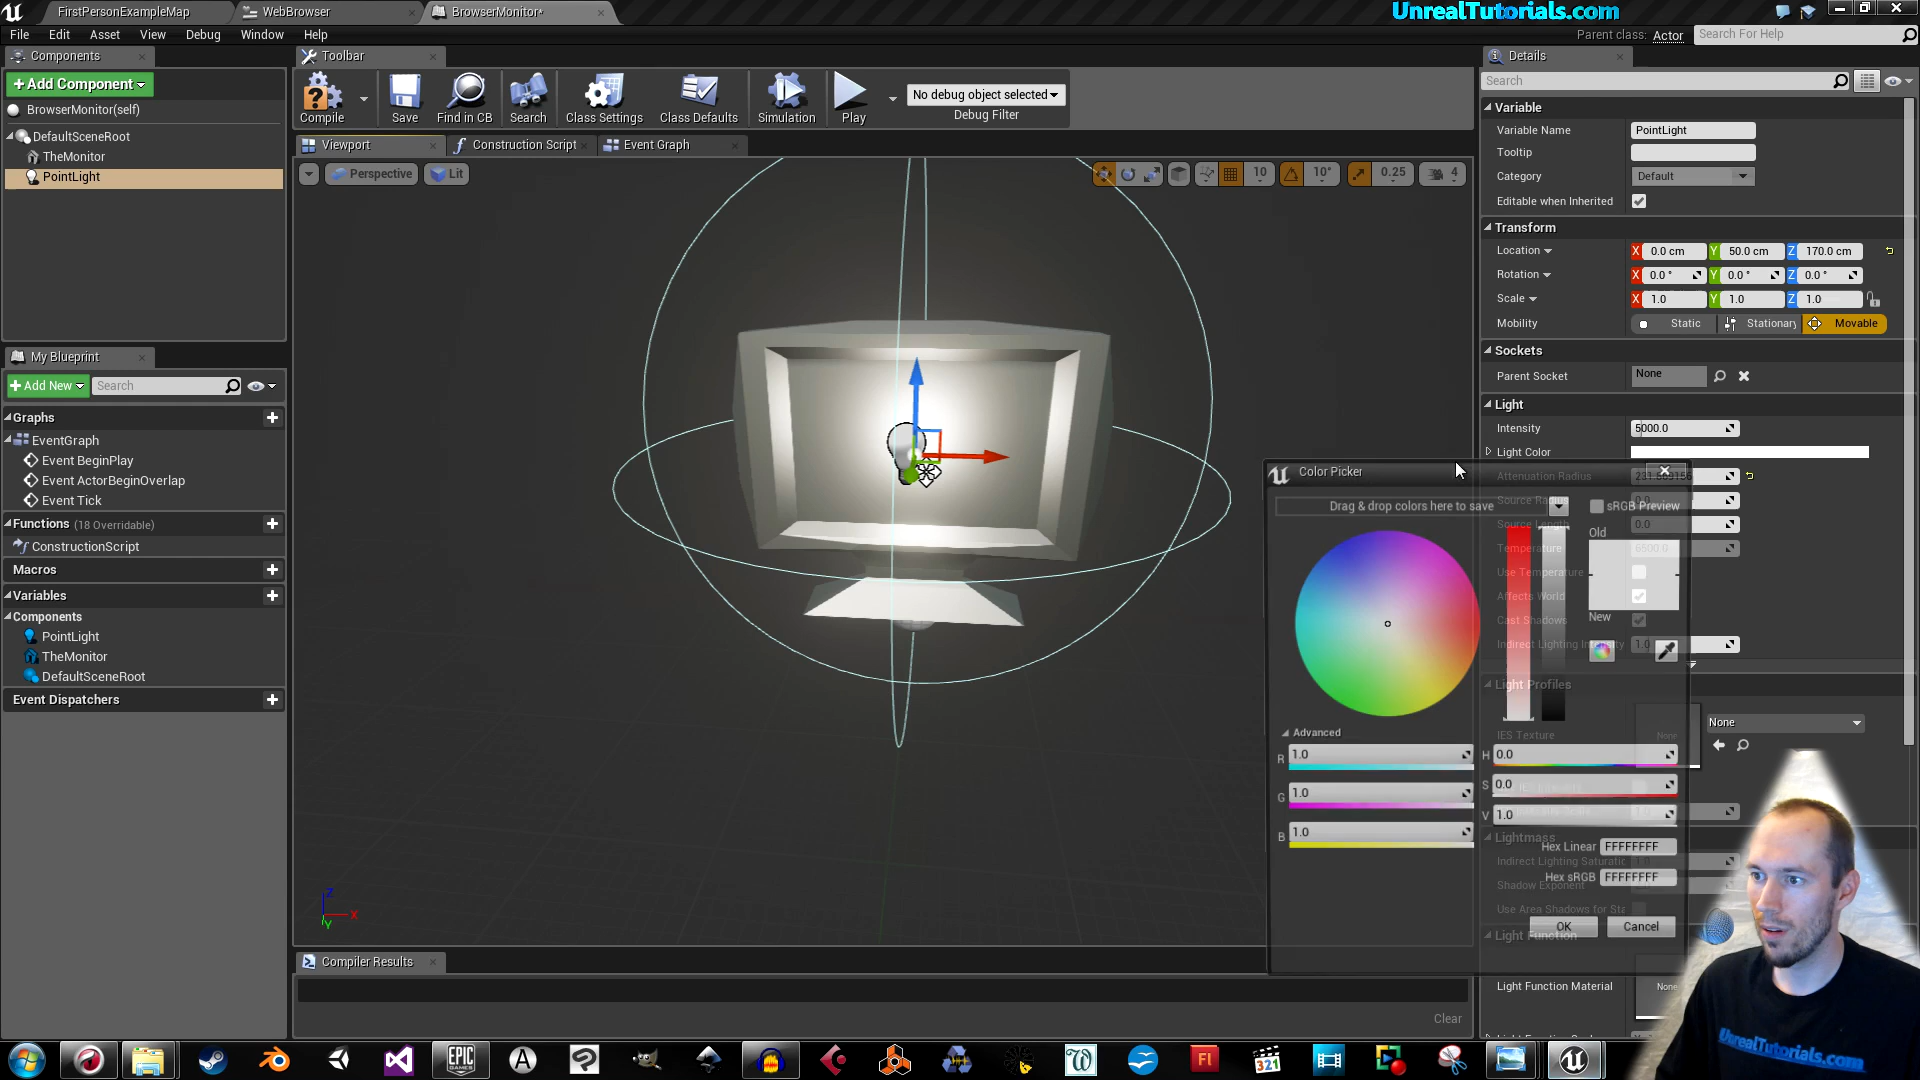 FirstPersonExampleMap
WebBrowser
BrowserMonitor*
UnrealTutorials.com
File Edit Asset View Debug Window Help
Parent class: Actor
Search For Help
Components
Toolbar
Details
+Add Component
Search
BrowserMonitor(self)
DefaultSceneRoot
TheMonitor
PointLight
Compile
Save
Find in CB
Search
Class Settings
Class Defaults
Simulation
Play
No debug object selected
Debug Filter
Viewport
Construction Script
Event Graph
Perspective
Lit
10
10°
0.25
4
Variable
Variable Name PointLight
Tooltip
Category Default
Editable when Inherited
Transform
Location X 0.0 cm Y 50.0 cm Z 170.0 cm
Rotation X 0.0 ° Y 0.0 ° Z 0.0 °
Scale X 1.0 Y 1.0 Z 1.0
Mobility Static Stationary Movable
Sockets
Parent Socket None
Light
Intensity 5000.0
Light Color
Attenuation Radius
Source Length 0.0
Temperature 6500.0
Use Temperature
Affects World
Cast Shadows
Indirect Lighting Intensity 1.0
Light Profiles
IES Texture
None
None
Lightmass
Indirect Lighting Saturatic
Shadow Exponent
Use Area Shadows for Sta
Light Function
Light Function Material None
Color Picker
Drag & drop colors here to save
sRGB Preview
Old
New
Advanced
R 1.0
G 1.0
B 1.0
H 0.0
S 0.0
V 1.0
Hex Linear FFFFFFFF
Hex sRGB FFFFFFFF
OK
Cancel
My Blueprint
+Add New
Search
Graphs
EventGraph
Event BeginPlay
Event ActorBeginOverlap
Event Tick
Functions (18 Overridable)
ConstructionScript
Macros
Variables
Components
PointLight
TheMonitor
DefaultSceneRoot
Event Dispatchers
Z
X
Y
Compiler Results
Clear
UnrealTutorials.com
EPIC
GAMES
Fl
321